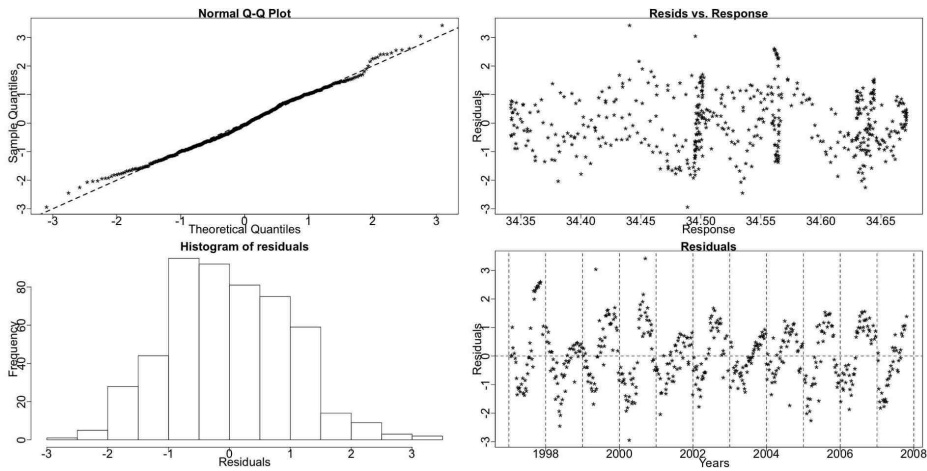 Normal Q-Q Plot
Sample Quantiles
3
2
1
0
-1
-2
-3
-3 -2 -1 0 1 2 3
Theoretical Quantiles
Resids vs. Response
Residuals
3
2
1
0
-1
-2
-3
34.35 34.40 34.45 34.50 34.55 34.60 34.65
Response
Histogram of residuals
Frequency
80
60
40
20
0
-3 -2 -1 0 1 2 3
Residuals
Residuals
Residuals
3
2
1
0
-1
-2
-3
1998 2000 2002 2004 2006 2008
Years